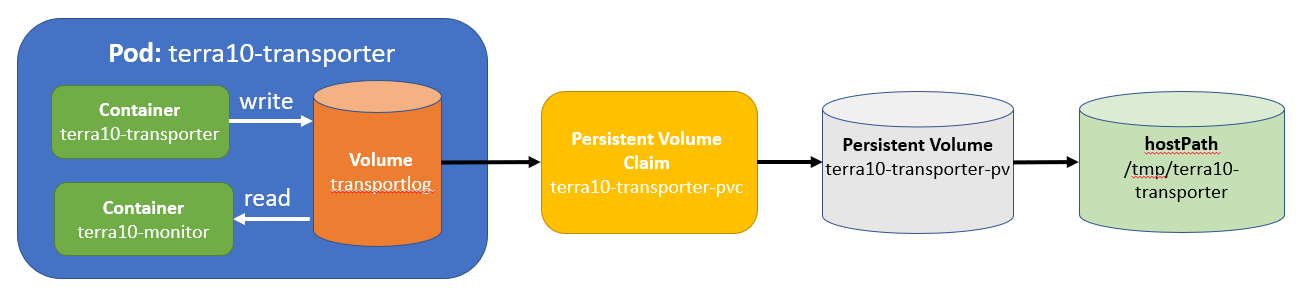 Pod: terra10-transporter
Container
terra10-transporter
write
Volume
transportlog
Container
terra10-monitor
read
Persistent Volume
Claim
terra10-transporter-pvc
Persistent Volume
terra10-transporter-pv
hostPath
/tmp/terra10-
transporter